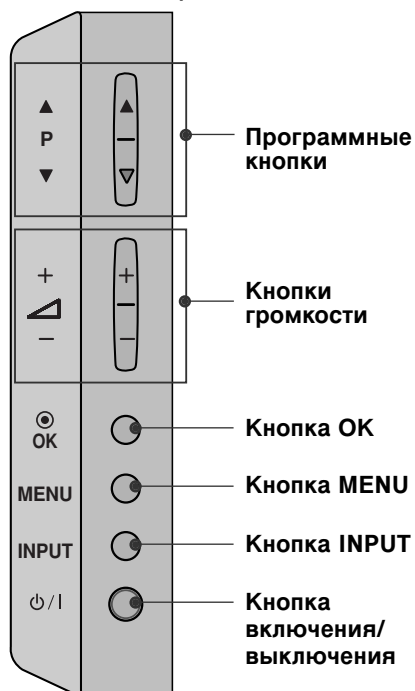 P
Программные
кнопки
+ +
Кнопки
громкости
− −
OK
Кнопка OK
MENU
Кнопка MENU
INPUT
Кнопка INPUT
⏻/I
Кнопка
включения/
выключения